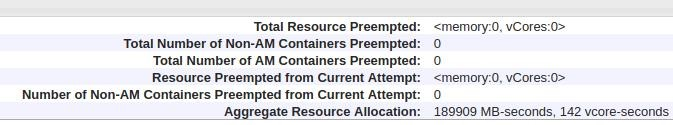 Total Resource Preempted: <memory:0, vCores:0>
Total Number of Non-AM Containers Preempted: 0
Total Number of AM Containers Preempted: 0
Resource Preempted from Current Attempt: <memory:0, vCores:0>
Number of Non-AM Containers Preempted from Current Attempt: 0
Aggregate Resource Allocation: 189909 MB-seconds, 142 vcore-seconds